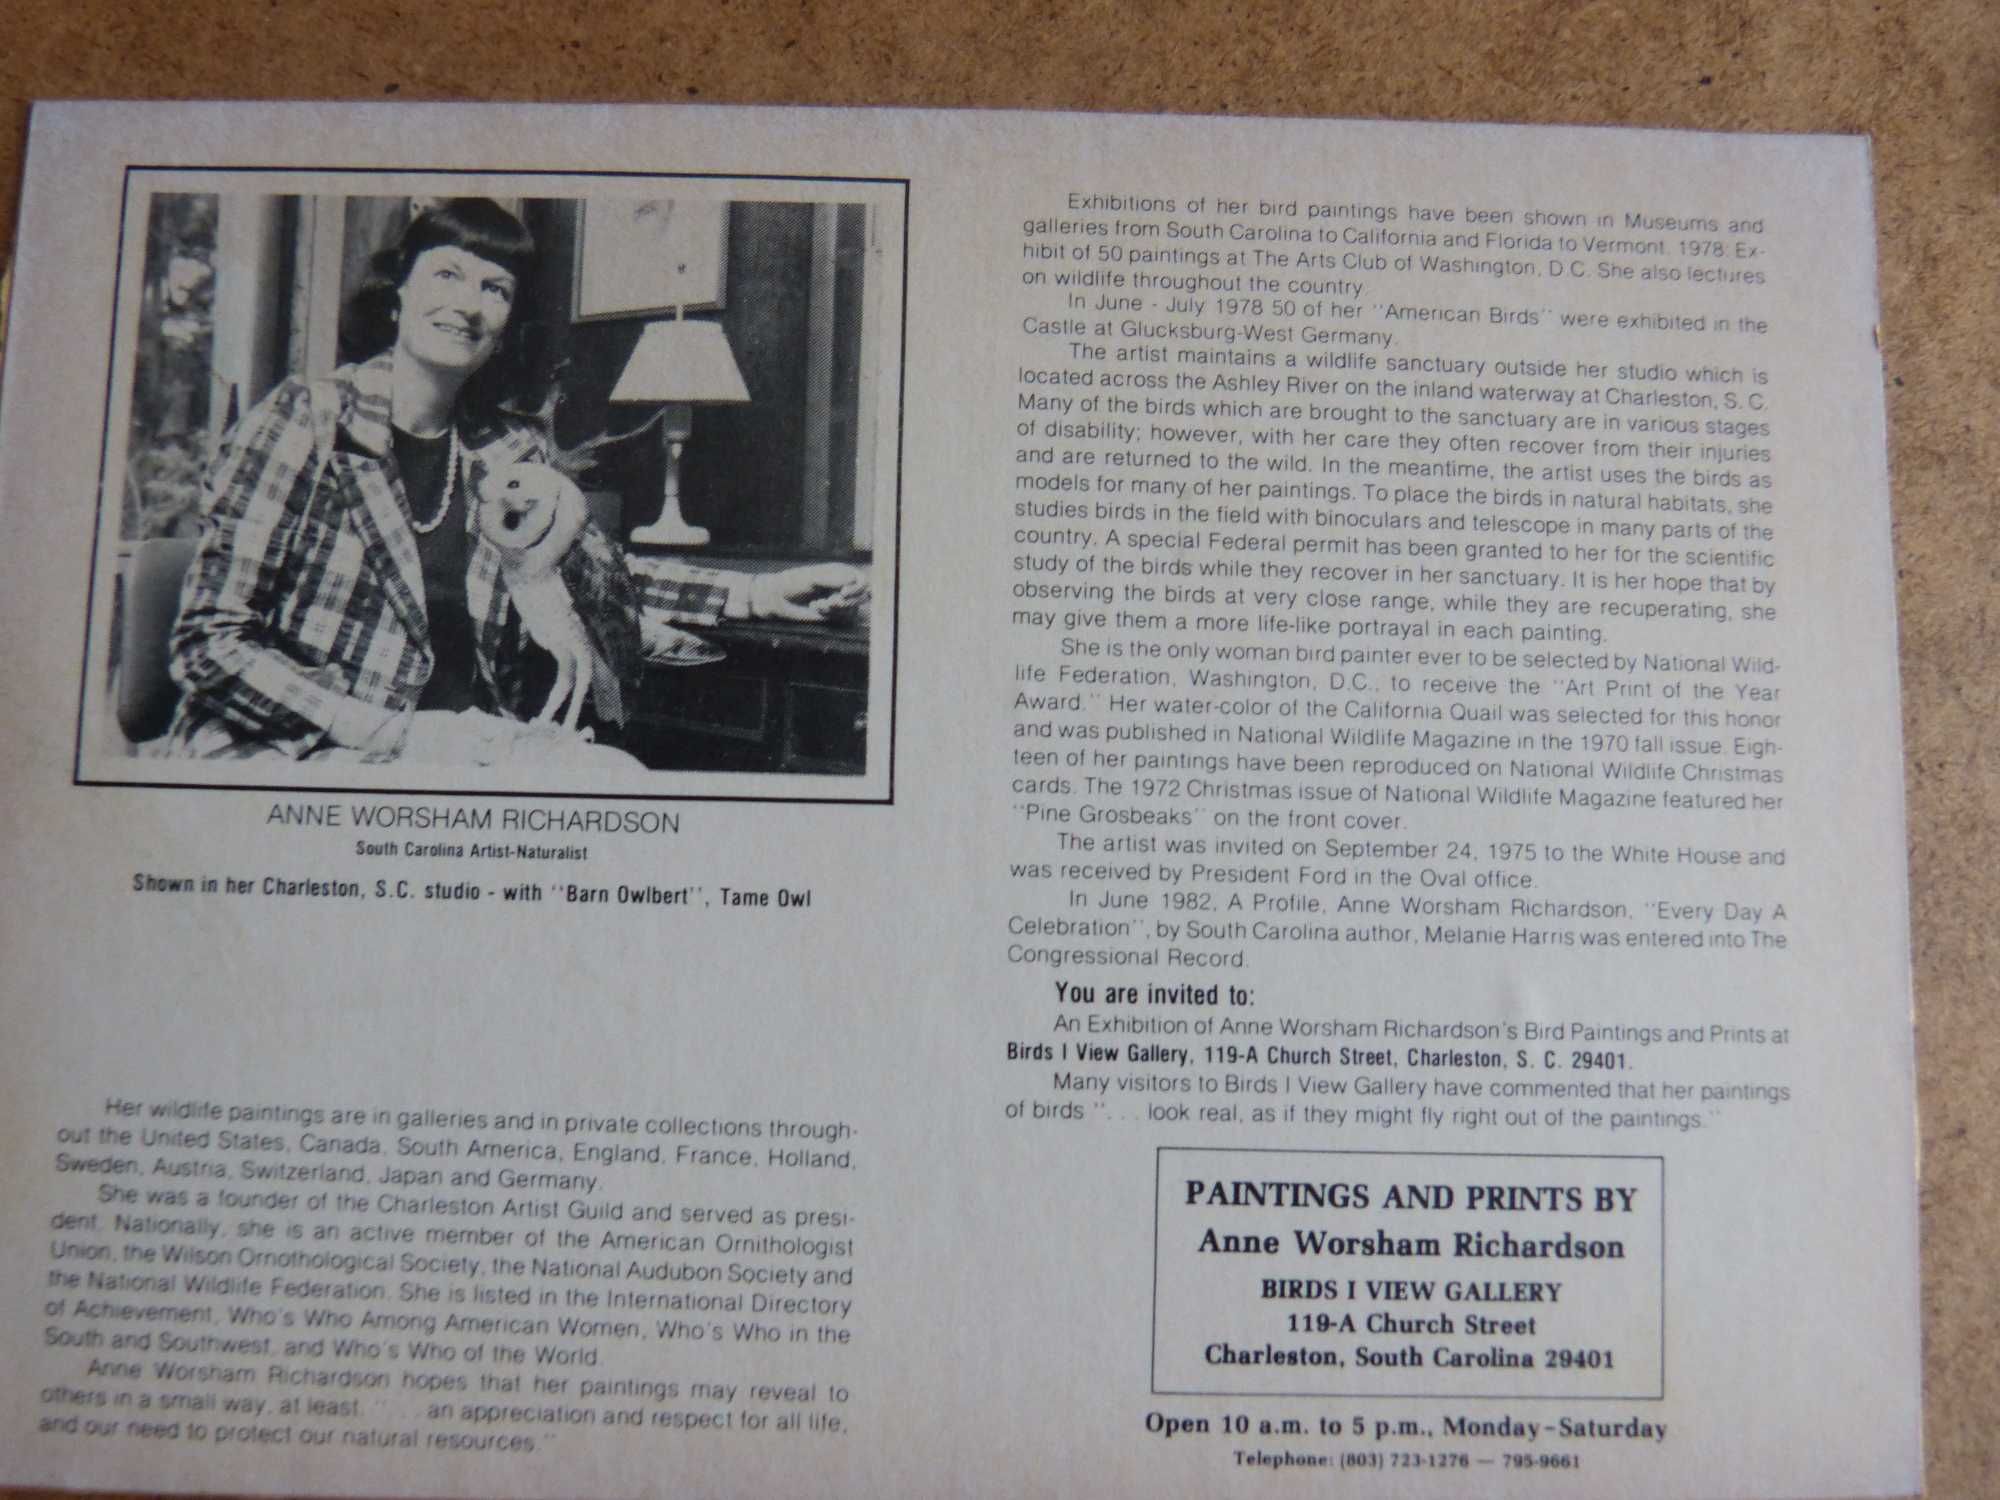 ANNE WORSHAM RICHARDSON
South Carolina Artist-Naturalist
Shown in her Charleston, S.C. studio - with "Barn Owlbert", Tame Owl
Her wildlife paintings are in galleries and in private collections through-
out the United States, Canada, South America, England, France, Holland,
Sweden, Austria, Switzerland, Japan and Germany.
She was a founder of the Charleston Artist Guild and served as presi-
dent. Nationally, she is an active member of the American Ornithologist
Union, the Wilson Ornothological Society, the National Audubon Society and
the National Wildlife Federation. She is listed in the International Directory
of Achievement, Who's Who Among American Women, Who's Who in the
South and Southwest, and Who's Who of the World.
Anne Worsham Richardson hopes that her paintings may reveal to
others in a small way, at least, ". . . an appreciation and respect for all life,
and our need to protect our natural resources."
Exhibitions of her bird paintings have been shown in Museums and
galleries from South Carolina to California and Florida to Vermont. 1978: Ex-
hibit of 50 paintings at The Arts Club of Washington, D.C. She also lectures
on wildlife throughout the country.
In June - July 1978 50 of her "American Birds" were exhibited in the
Castle at Glucksburg-West Germany.
The artist maintains a wildlife sanctuary outside her studio which is
located across the Ashley River on the inland waterway at Charleston, S. C.
Many of the birds which are brought to the sanctuary are in various stages
of disability; however, with her care they often recover from their injuries
and are returned to the wild. In the meantime, the artist uses the birds as
models for many of her paintings. To place the birds in natural habitats, she
studies birds in the field with binoculars and telescope in many parts of the
country. A special Federal permit has been granted to her for the scientific
study of the birds while they recover in her sanctuary. It is her hope that by
observing the birds at very close range, while they are recuperating, she
may give them a more life-like portrayal in each painting.
She is the only woman bird painter ever to be selected by National Wild-
life Federation, Washington, D.C., to receive the "Art Print of the Year
Award." Her water-color of the California Quail was selected for this honor
and was published in National Wildlife Magazine in the 1970 fall issue. Eigh-
teen of her paintings have been reproduced on National Wildlife Christmas
cards. The 1972 Christmas issue of National Wildlife Magazine featured her
"Pine Grosbeaks" on the front cover.
The artist was invited on September 24, 1975 to the White House and
was received by President Ford in the Oval office.
In June 1982, A Profile, Anne Worsham Richardson, "Every Day A
Celebration", by South Carolina author, Melanie Harris was entered into The
Congressional Record.
You are invited to:
An Exhibition of Anne Worsham Richardson's Bird Paintings and Prints at
Birds I View Gallery, 119-A Church Street, Charleston, S. C. 29401.
Many visitors to Birds I View Gallery have commented that her paintings
of birds ". . . look real, as if they might fly right out of the paintings."
PAINTINGS AND PRINTS BY
Anne Worsham Richardson
BIRDS I VIEW GALLERY
119-A Church Street
Charleston, South Carolina 29401
Open 10 a.m. to 5 p.m., Monday-Saturday
Telephone: (803) 723-1276 — 795-9661